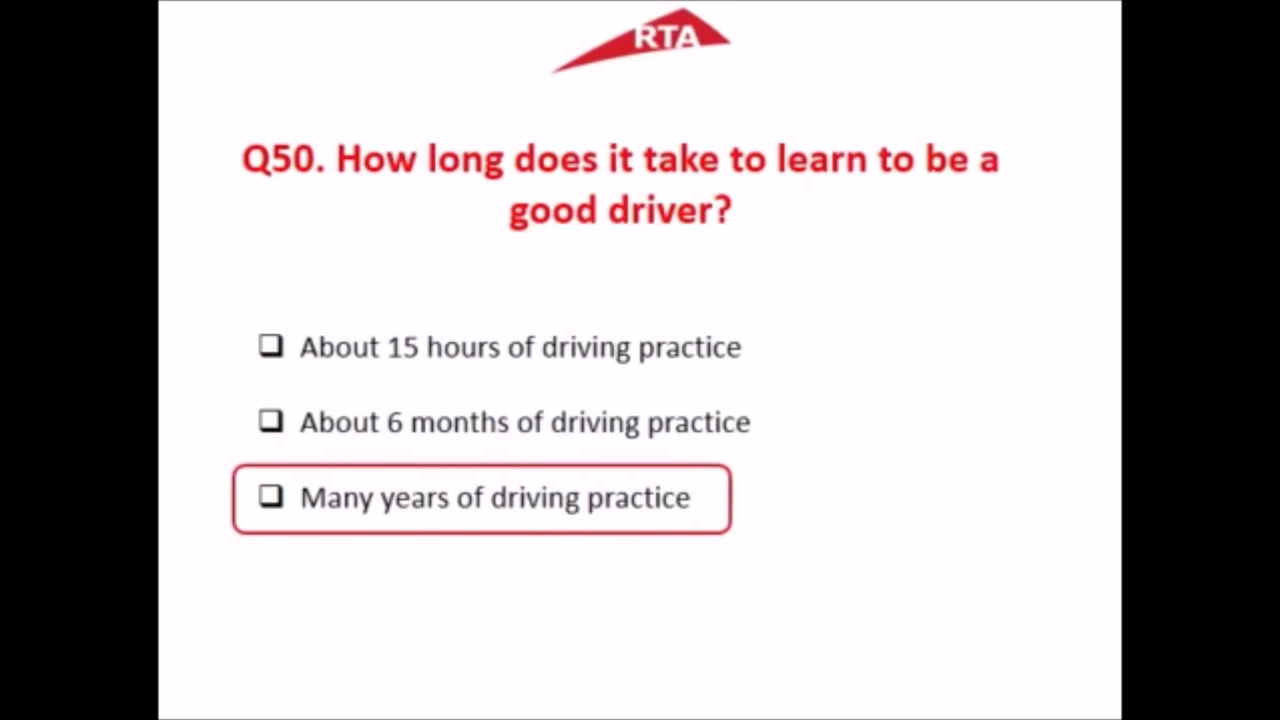 RTA
Q50. How long does it take to learn to be a
good driver?
About 15 hours of driving practice
About 6 months of driving practice
Many years of driving practice